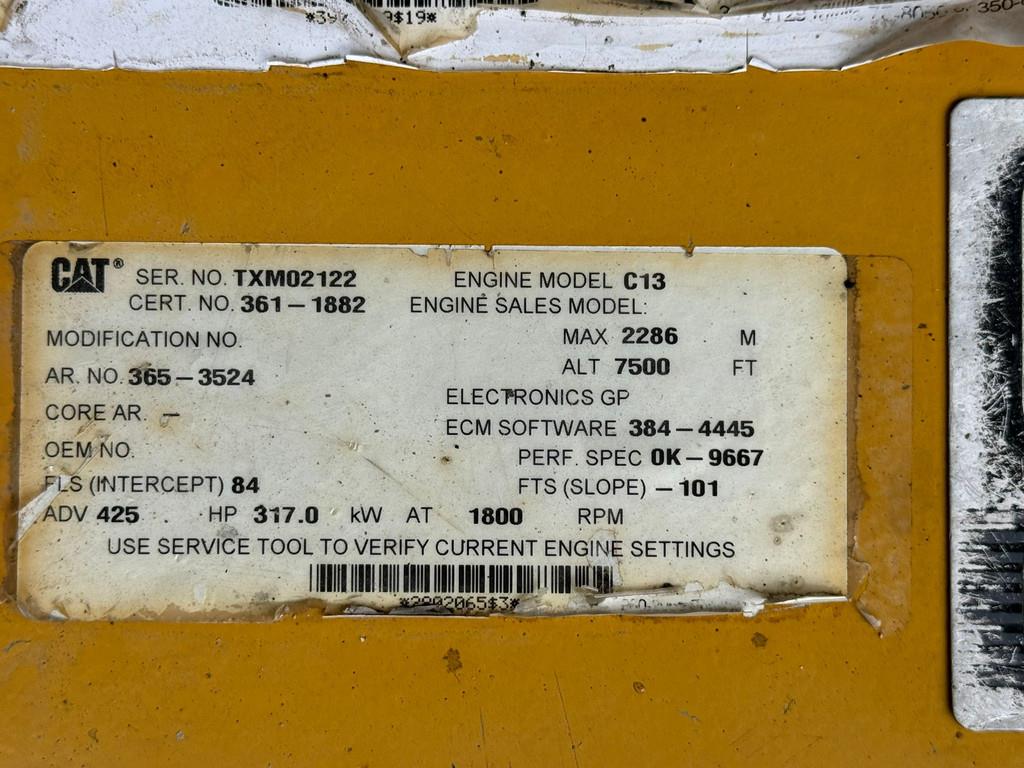 CAT® SER. NO. TXM02122 ENGINE MODEL C13
CERT. NO. 361-1882 ENGINE SALES MODEL:
MODIFICATION NO. MAX 2286 M
ALT 7500 FT
AR. NO. 365-3524
ELECTRONICS GP
CORE AR. -
ECM SOFTWARE 384-4445
OEM NO. PERF. SPEC 0K-9667
FLS (INTERCEPT) 84 FTS (SLOPE) -101
ADV 425 HP 317.0 kW AT 1800 RPM
USE SERVICE TOOL TO VERIFY CURRENT ENGINE SETTINGS
*2902065$3*